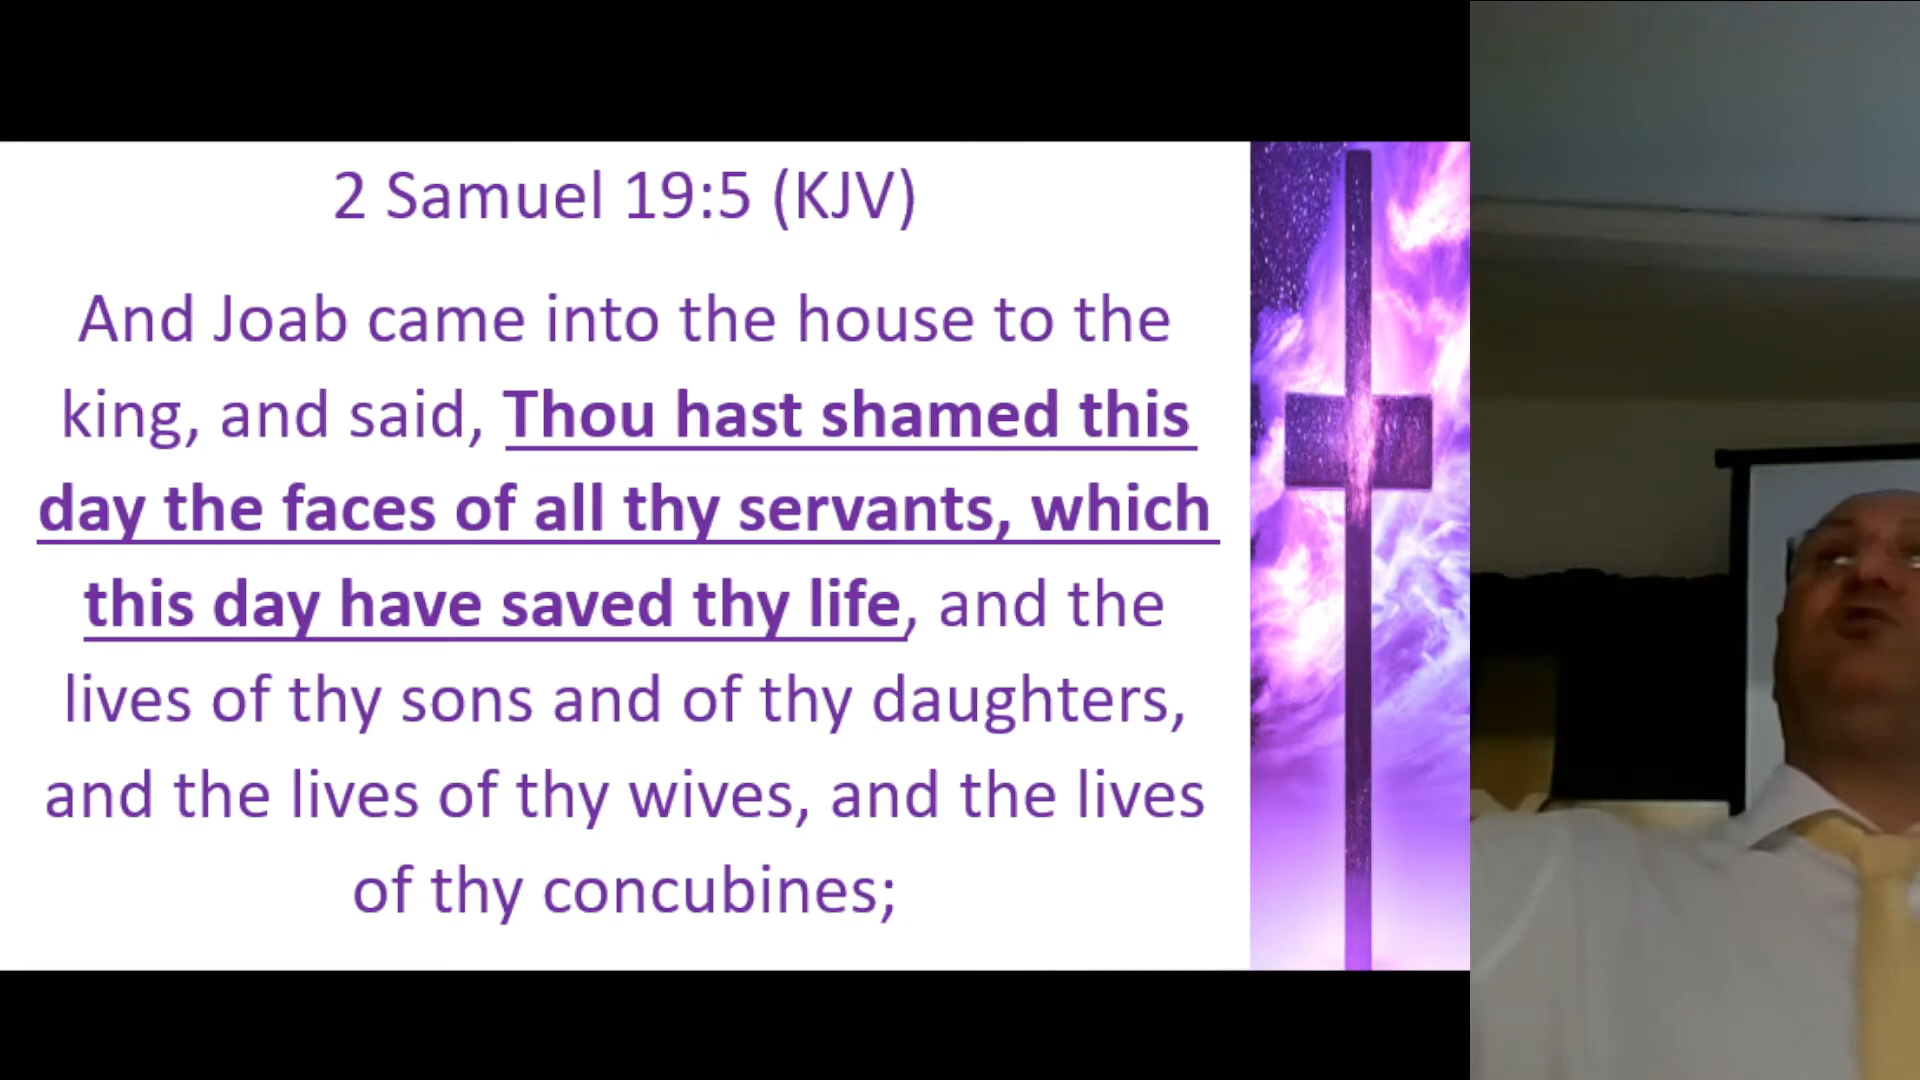 2 Samuel 19:5 (KJV)
And Joab came into the house to the
king, and said, Thou hast shamed this
day the faces of all thy servants, which
this day have saved thy life, and the
lives of thy sons and of thy daughters,
and the lives of thy wives, and the lives
of thy concubines;